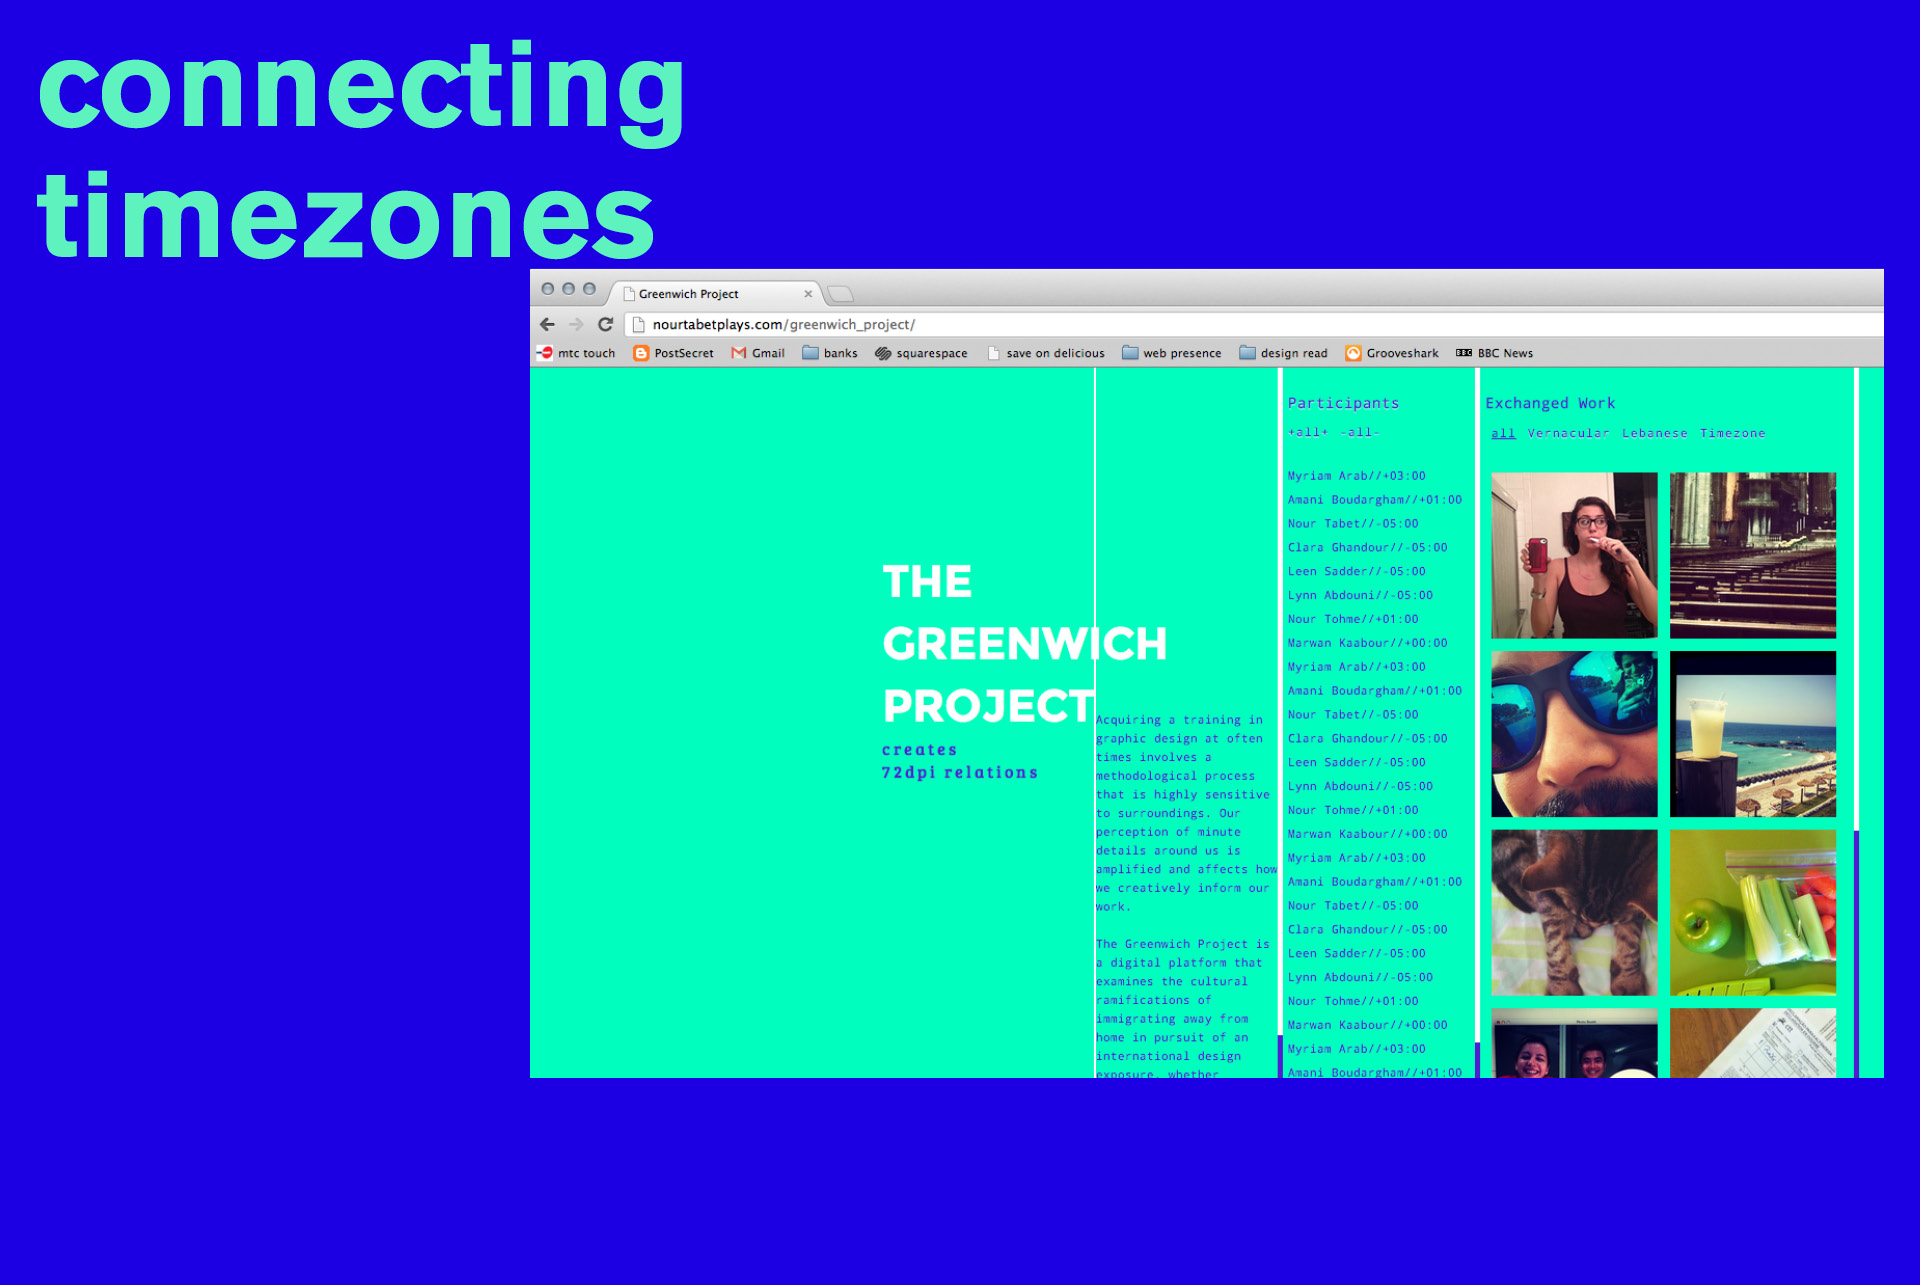 connecting
timezones
Greenwich Project
nourtabetplays.com/greenwich_project/
mtc touch PostSecret Gmail banks squarespace save on delicious web presence design read Grooveshark BBC BBC News
THE
GREENWICH
PROJECT
creates
72dpi relations
Acquiring a training in
graphic design at often
times involves a
methodological process
that is highly sensitive
to surroundings. Our
perception of minute
details around us is
amplified and affects how
we creatively inform our
work.
The Greenwich Project is
a digital platform that
examines the cultural
ramifications of
immigrating away from
home in pursuit of an
international design
exposure, whether
Participants
+all+ -all-
Myriam Arab//+03:00
Amani Boudargham//+01:00
Nour Tabet//-05:00
Clara Ghandour//-05:00
Leen Sadder//-05:00
Lynn Abdouni//-05:00
Nour Tohme//+01:00
Marwan Kaabour//+00:00
Myriam Arab//+03:00
Amani Boudargham//+01:00
Nour Tabet//-05:00
Clara Ghandour//-05:00
Leen Sadder//-05:00
Lynn Abdouni//-05:00
Nour Tohme//+01:00
Marwan Kaabour//+00:00
Myriam Arab//+03:00
Amani Boudargham//+01:00
Nour Tabet//-05:00
Clara Ghandour//-05:00
Leen Sadder//-05:00
Lynn Abdouni//-05:00
Nour Tohme//+01:00
Marwan Kaabour//+00:00
Myriam Arab//+03:00
Amani Boudargham//+01:00
Exchanged Work
all Vernacular Lebanese Timezone